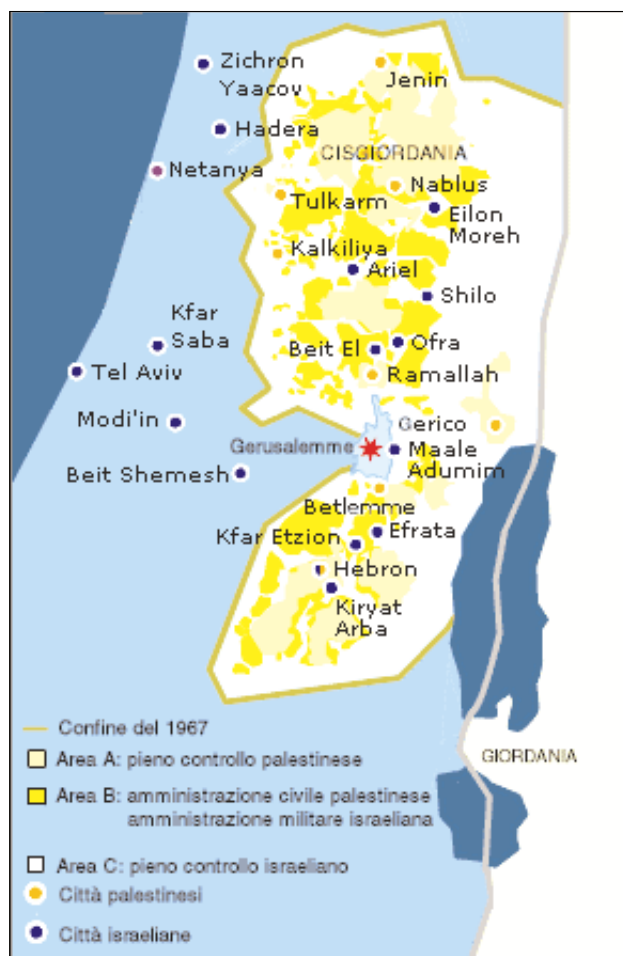 Zichron
Yaacov
Jenin
Hadera
CISGIORDANIA
Netanya
Nablus
Tulkarm
Eilon
Moreh
Kalkiliya
Ariel
Shilo
Kfar
Saba
Beit El
Ofra
Tel Aviv
Ramallah
Modi'in
Gerico
Gerusalemme
Maale
Adumim
Beit Shemesh
Betlemme
Kfar Etzion
Efrata
Hebron
Kiryat
Arba
Confine del 1967
GIORDANIA
Area A: pieno controllo palestinese
Area B: amministrazione civile palestinese
amministrazione militare israeliana
Area C: pieno controllo israeliano
Città palestinesi
Città israeliane